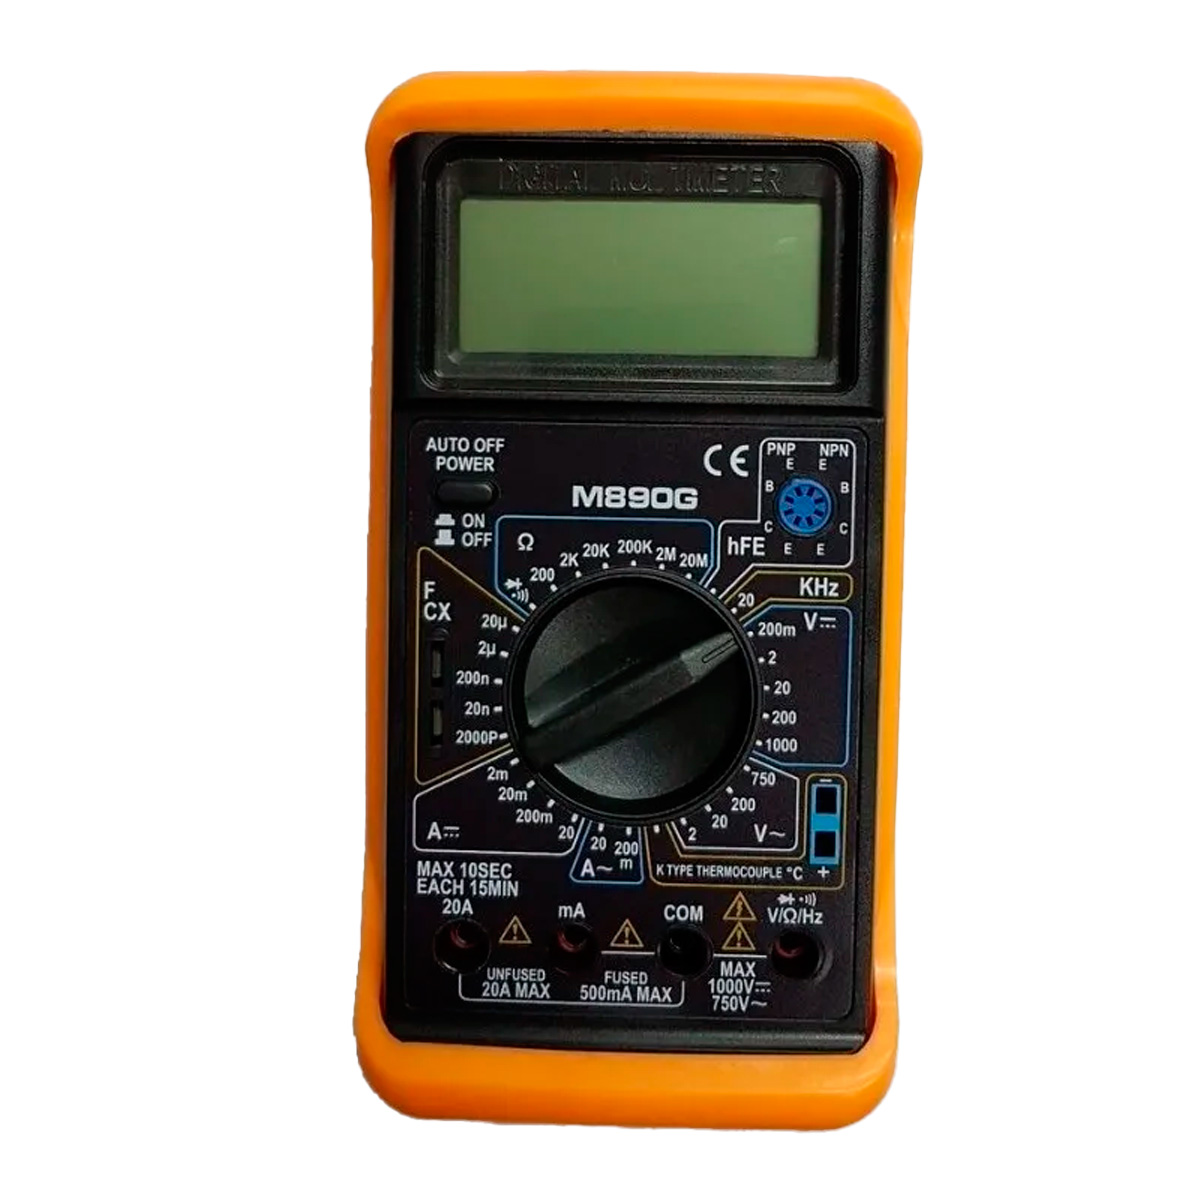 DIGITAL MULTIMETER
AUTO OFF
POWER
ON
OFF
CE
M890G
PNP NPN
E E
B B
C C
E E
hFE
Ω
200
2K
20K
200K
2M
20M
20
KHz
V⎓
200m
2
20
200
1000
750
200
20
2
V~
F
CX
20µ
2µ
200n
20n
2000P
2m
20m
200m
20
A⎓
20
200
m
A~
K TYPE THERMOCOUPLE °C
−
+
MAX 10SEC
EACH 15MIN
20A
mA
COM
V/Ω/Hz
UNFUSED
20A MAX
FUSED
500mA MAX
MAX
1000V⎓
750V~